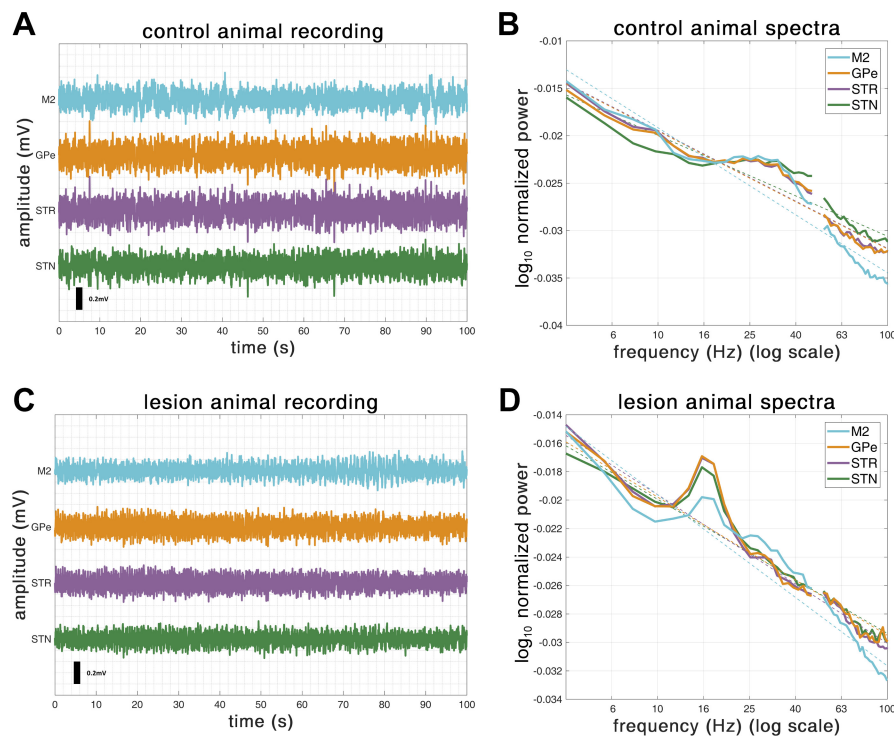 A
control animal recording
amplitude (mV)
M2
GPe
STR
STN
0.2mV
0 10 20 30 40 50 60 70 80 90 100
time (s)
B
control animal spectra
log10 normalized power
-0.01
-0.015
-0.02
-0.025
-0.03
-0.035
-0.04
M2
GPe
STR
STN
6 10 16 25 40 63 100
frequency (Hz) (log scale)
C
lesion animal recording
amplitude (mV)
M2
GPe
STR
STN
0.2mV
0 10 20 30 40 50 60 70 80 90 100
time (s)
D
lesion animal spectra
log10 normalized power
-0.014
-0.016
-0.018
-0.02
-0.022
-0.024
-0.026
-0.028
-0.03
-0.032
-0.034
M2
GPe
STR
STN
6 10 16 25 40 63 100
frequency (Hz) (log scale)